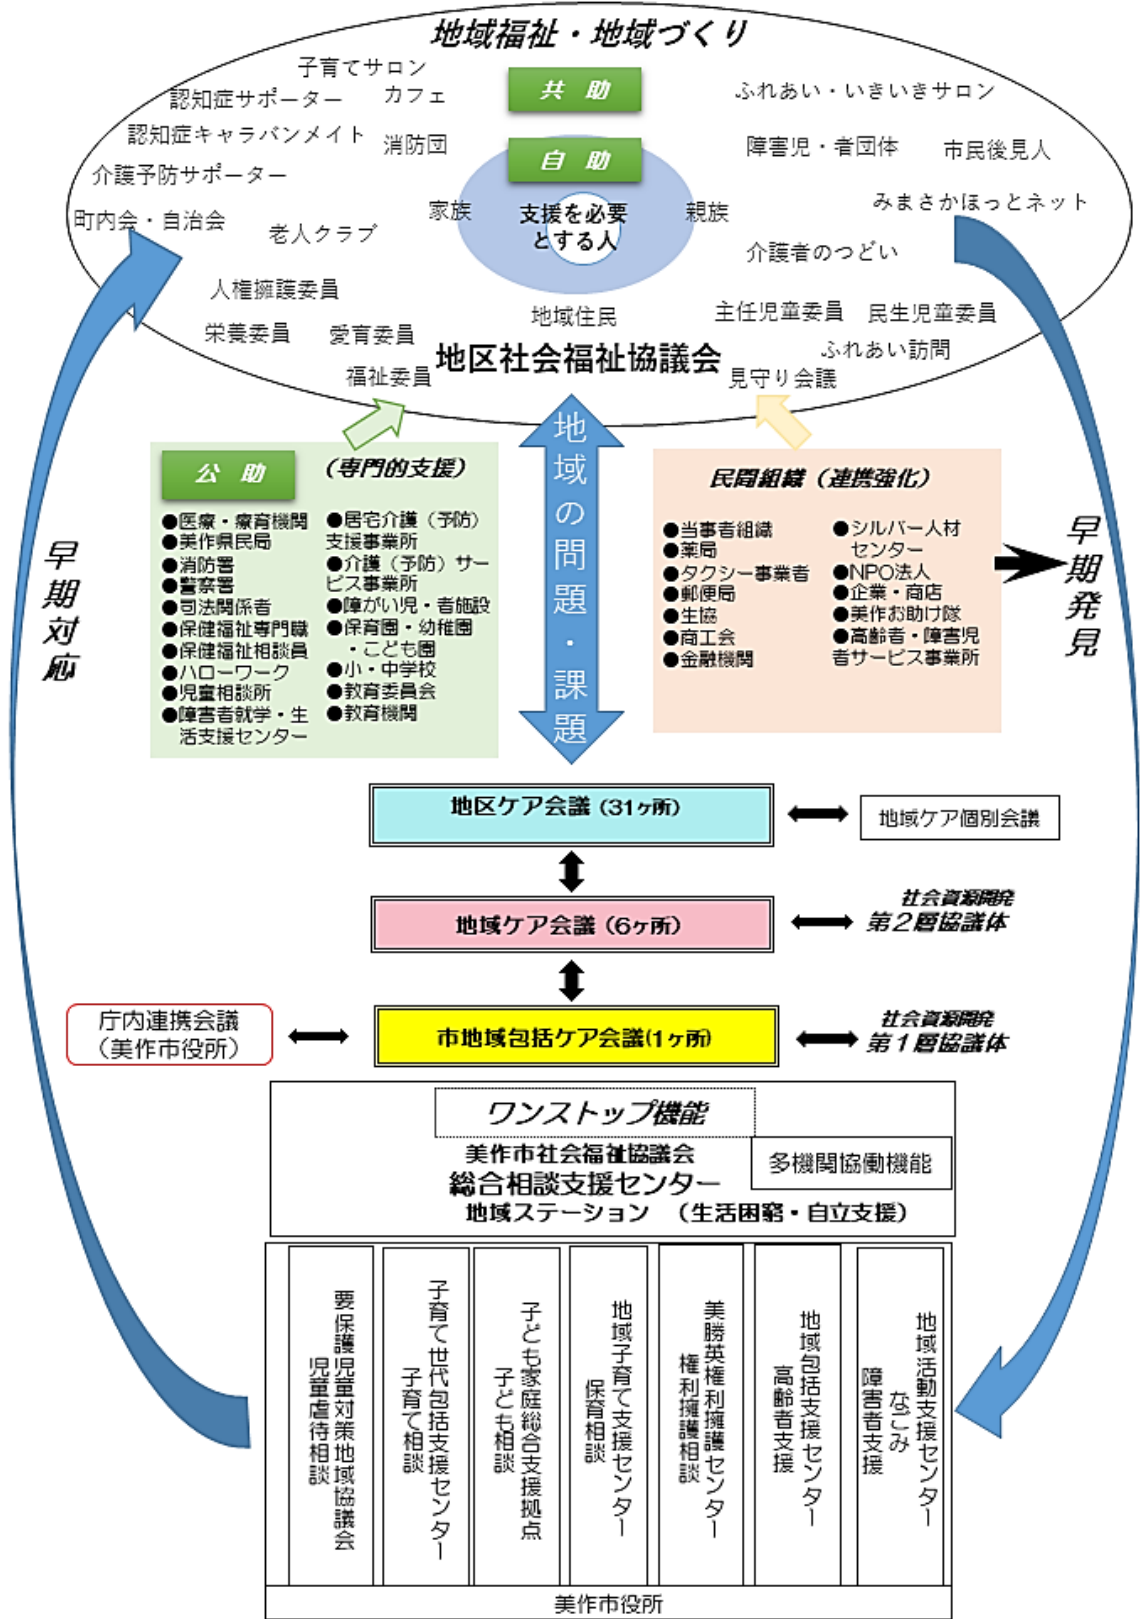 地域福祉・地域づくり
子育てサロン
認知症サポーター
カフェ
共 助
ふれあい・いきいきサロン
認知症キャラバンメイト
消防団
自 助
障害児・者団体
市民後見人
介護予防サポーター
家族
支援を必要
とする人
親族
みまさかほっとネット
町内会・自治会
老人クラブ
介護者のつどい
人権擁護委員
地域住民
主任児童委員
民生児童委員
栄養委員
愛育委員
ふれあい訪問
福祉委員
地区社会福祉協議会
見守り会議
公 助
（専門的支援）
●医療・療育機関
●美作県民局
●消防署
●警察署
●司法関係者
●保健福祉専門職
●保健福祉相談員
●ハローワーク
●児童相談所
●障害者就学・生
活支援センター
●居宅介護（予防）
支援事業所
●介護（予防）サー
ビス事業所
●障がい児・者施設
●保育園・幼稚園
・こども園
●小・中学校
●教育委員会
●教育機関
地域の問題・課題
民間組織（連携強化）
●当事者組織
●薬局
●タクシー事業者
●郵便局
●生協
●商工会
●金融機関
●シルバー人材
センター
●NPO法人
●企業・商店
●美作お助け隊
●高齢者・障害児
者サービス事業所
早期対応
早期発見
地区ケア会議（31ヶ所）
地域ケア個別会議
地域ケア会議（6ヶ所）
社会資源開発
第２層協議体
庁内連携会議
（美作市役所）
市地域包括ケア会議(1ヶ所)
社会資源開発
第１層協議体
ワンストップ機能
美作市社会福祉協議会
多機関協働機能
総合相談支援センター
地域ステーション　（生活困窮・自立支援）
要保護児童対策地域協議会
児童虐待相談
子育て世代包括支援センター
子育て相談
子ども家庭総合支援拠点
子ども相談
地域子育て支援センター
保育相談
美勝英権利擁護センター
権利擁護相談
地域包括支援センター
高齢者支援
地域活動支援センター
なごみ
障害者支援
美作市役所